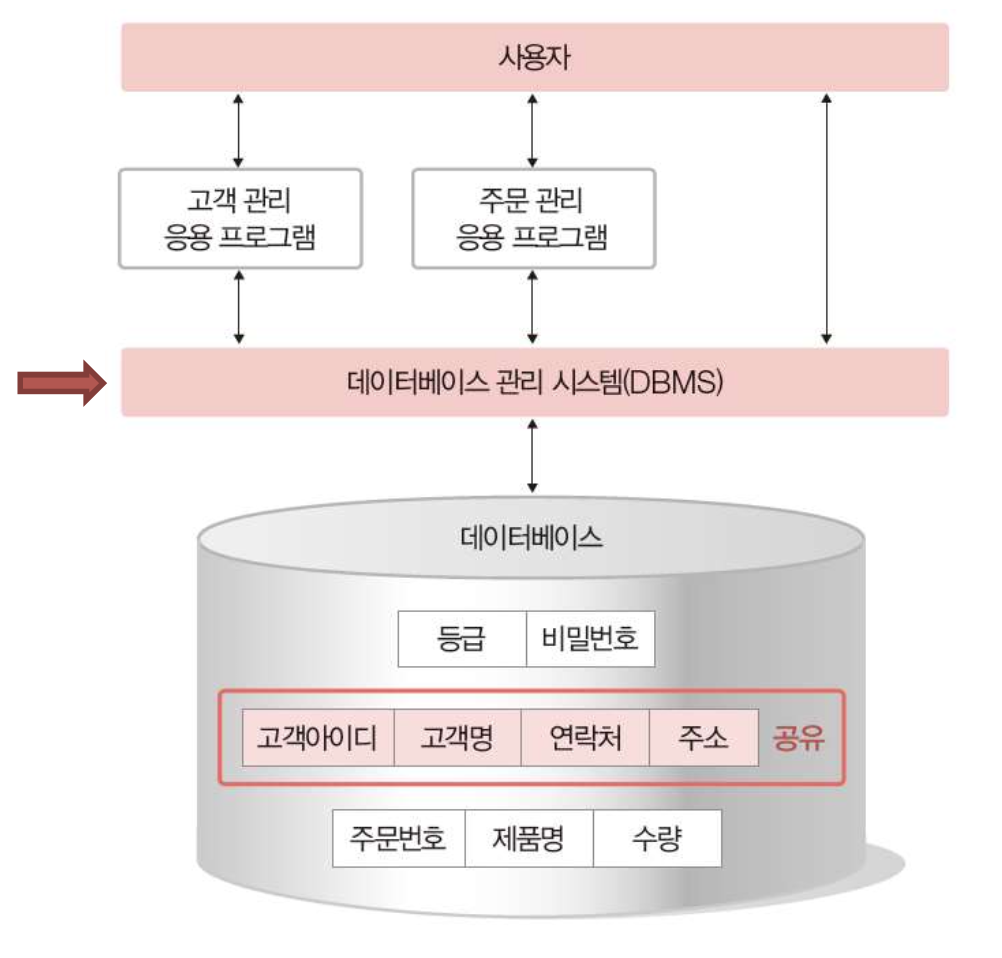 사용자
고객 관리
응용 프로그램
주문 관리
응용 프로그램
데이터베이스 관리 시스템(DBMS)
데이터베이스
등급 비밀번호
고객아이디 고객명 연락처 주소 공유
주문번호 제품명 수량